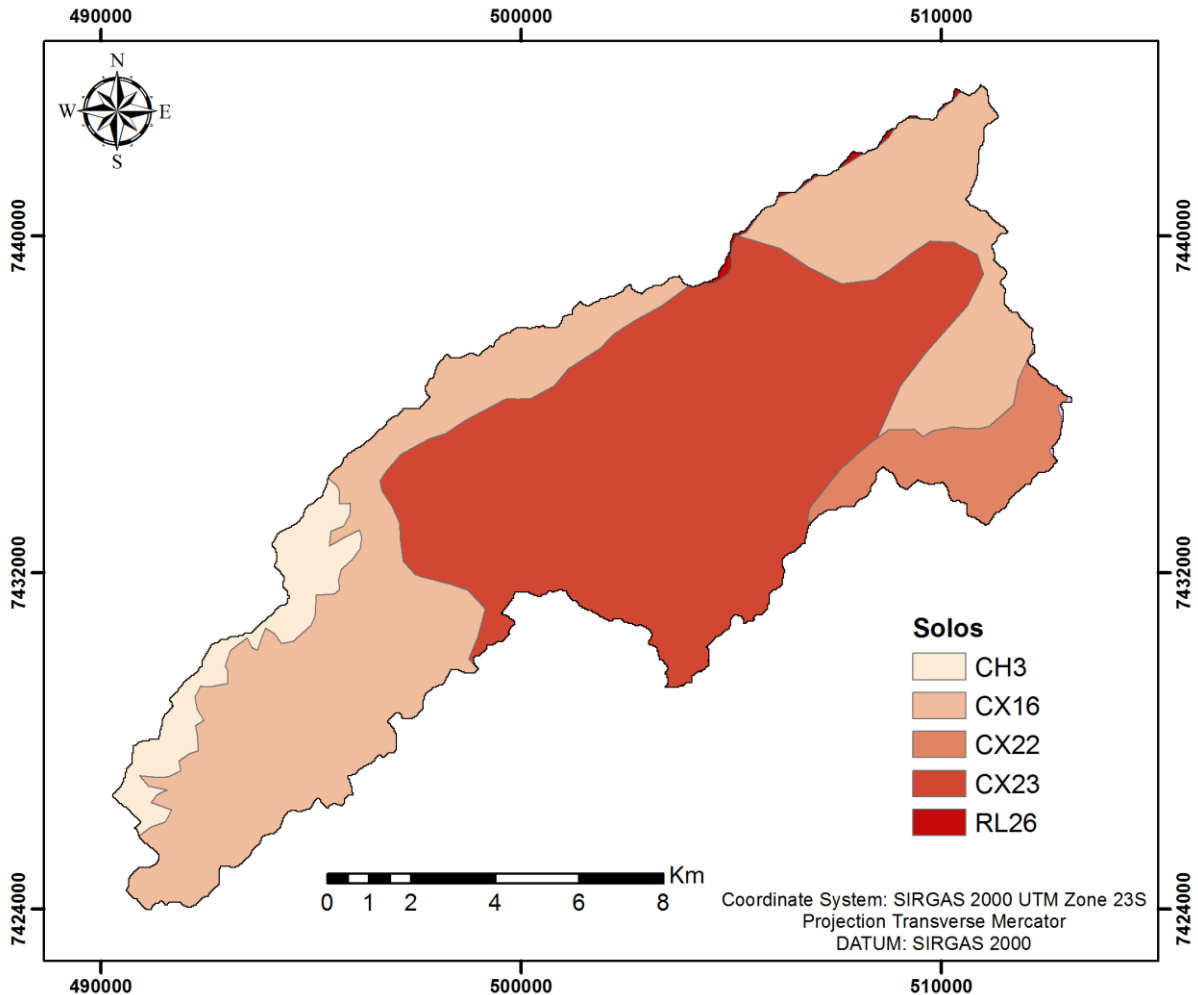 490000 500000 510000
N
W E
S
7440000 7440000
7432000 7432000
Solos
CH3
CX16
CX22
CX23
RL26
Km
0 1 2 4 6 8
Coordinate System: SIRGAS 2000 UTM Zone 23S
Projection Transverse Mercator
DATUM: SIRGAS 2000
7424000 7424000
490000 500000 510000